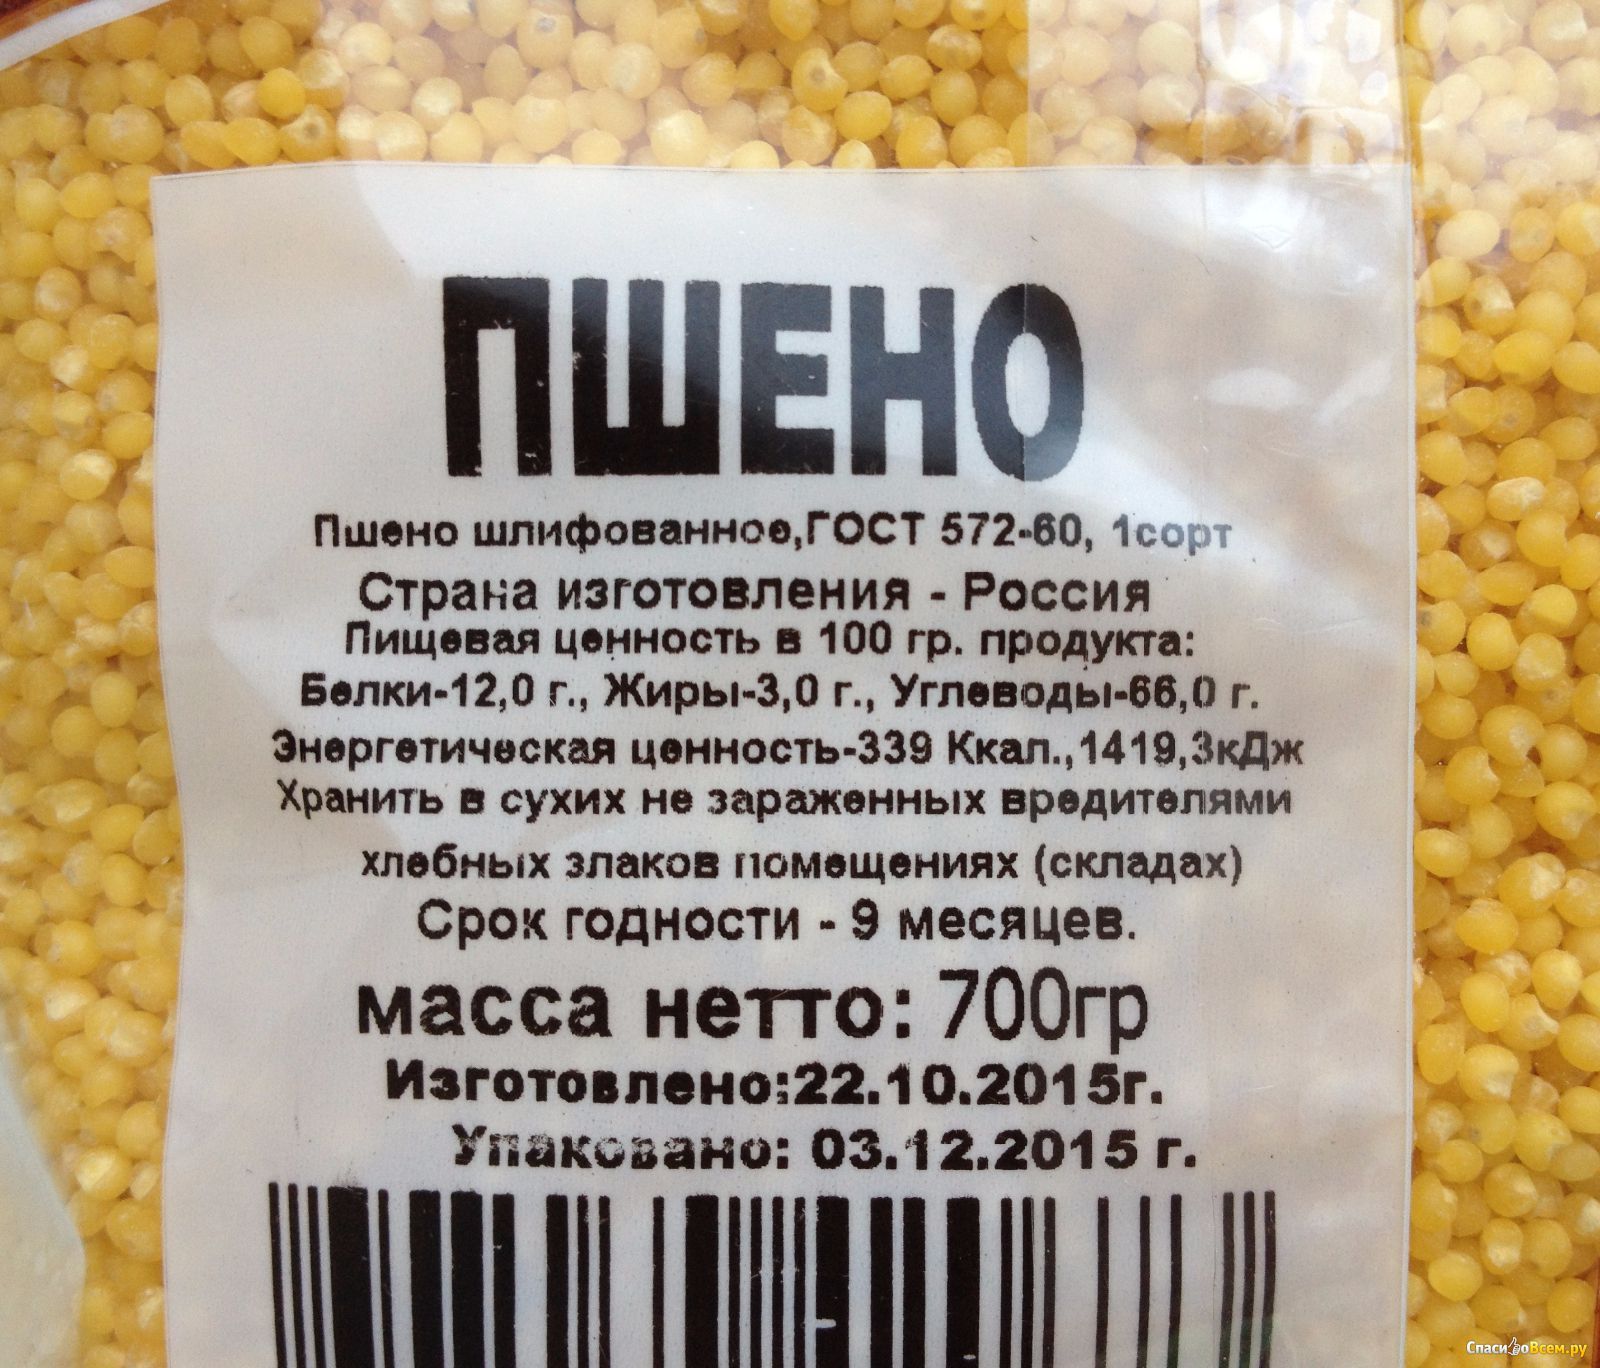 ПШЕНО
Пшено шлифованное,ГОСТ 572-60, 1сорт
Страна изготовления - Россия
Пищевая ценность в 100 гр. продукта:
Белки-12,0 г., Жиры-3,0 г., Углеводы-66,0 г.
Энергетическая ценность-339 Ккал.,1419,3кДж
Хранить в сухих не зараженных вредителями
хлебных злаков помещениях (складах)
Срок годности - 9 месяцев.
масса нетто: 700гр
Изготовлено:22.10.2015г.
Упаковано: 03.12.2015 г.
СпасибоВсем.ру